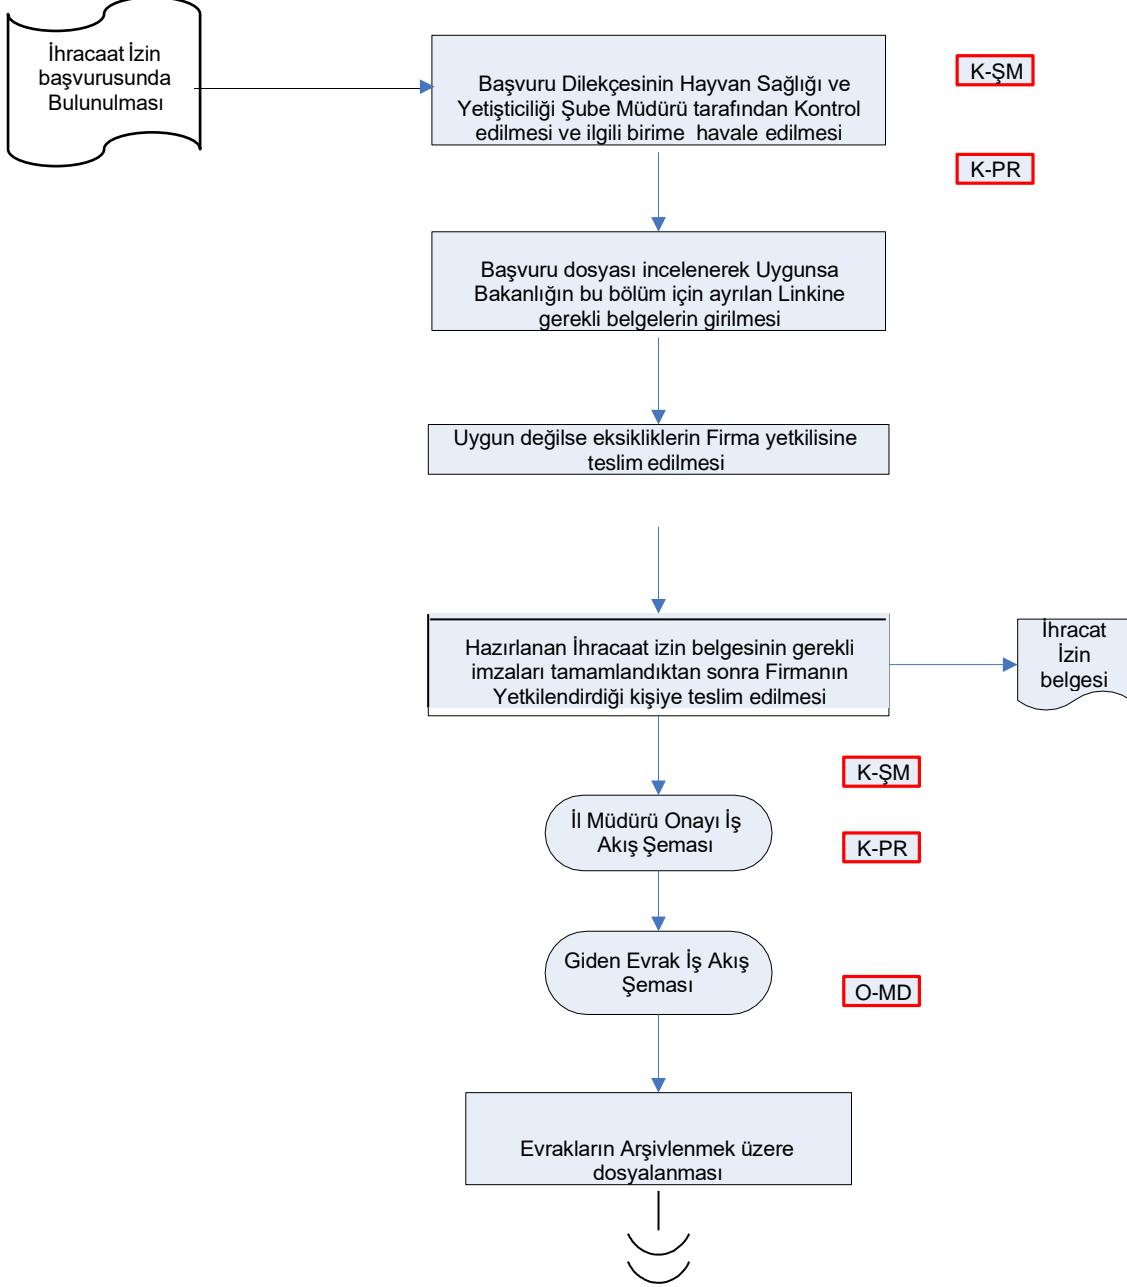 İhracaat İzin
başvurusunda
Bulunulması
Başvuru Dilekçesinin Hayvan Sağlığı ve
Yetişticiliği Şube Müdürü tarafından Kontrol
edilmesi ve ilgili birime havale edilmesi
K-ŞM
K-PR
Başvuru dosyası incelenerek Uygunsa
Bakanlığın bu bölüm için ayrılan Linkine
gerekli belgelerin girilmesi
Uygun değilse eksikliklerin Firma yetkilisine
teslim edilmesi
Hazırlanan İhracaat izin belgesinin gerekli
imzaları tamamlandıktan sonra Firmanın
Yetkilendirdiği kişiye teslim edilmesi
İhracat
İzin
belgesi
K-ŞM
İl Müdürü Onayı İş
Akış Şeması
K-PR
Giden Evrak İş Akış
Şeması
O-MD
Evrakların Arşivlenmek üzere
dosyalanması